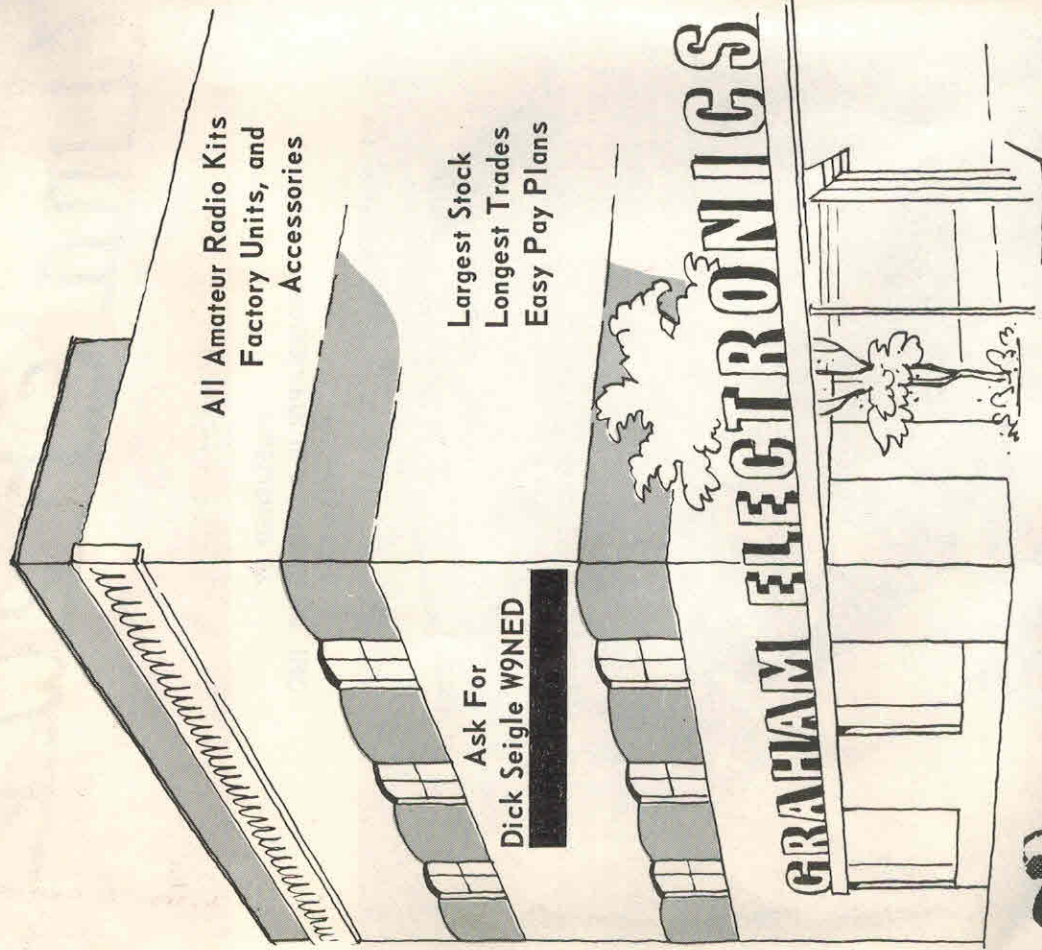 All Amateur Radio Kits
Factory Units, and
Accessories
Largest Stock
Longest Trades
Easy Pay Plans
Ask For
Dick Seigle W9NED
GRAHAM ELECTRONICS